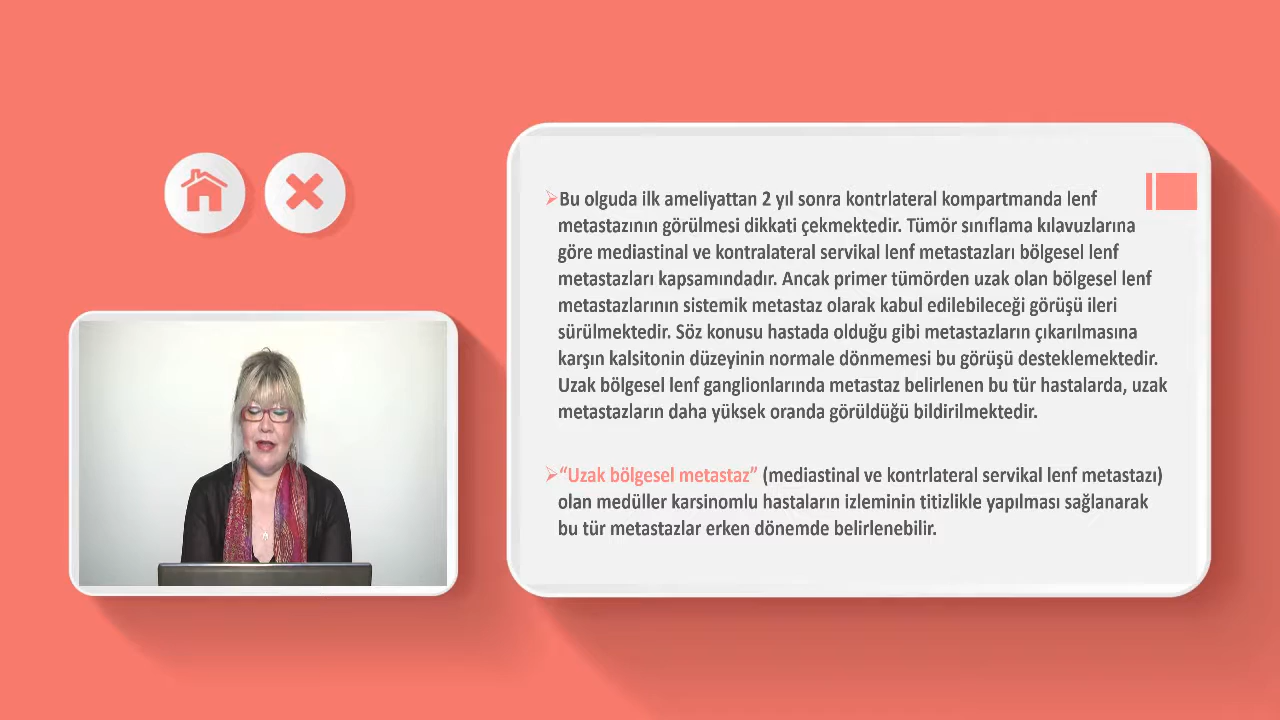 ➢Bu olguda ilk ameliyattan 2 yıl sonra kontrlateral kompartmanda lenf
metastazının görülmesi dikkati çekmektedir. Tümör sınıflama kılavuzlarına
göre mediastinal ve kontralateral servikal lenf metastazları bölgesel lenf
metastazları kapsamındadır. Ancak primer tümörden uzak olan bölgesel lenf
metastazlarının sistemik metastaz olarak kabul edilebileceği görüşü ileri
sürülmektedir. Söz konusu hastada olduğu gibi metastazların çıkarılmasına
karşın kalsitonin düzeyinin normale dönmemesi bu görüşü desteklemektedir.
Uzak bölgesel lenf ganglionlarında metastaz belirlenen bu tür hastalarda, uzak
metastazların daha yüksek oranda görüldüğü bildirilmektedir.
➢“Uzak bölgesel metastaz” (mediastinal ve kontrlateral servikal lenf metastazı)
olan medüller karsinomlu hastaların izleminin titizlikle yapılması sağlanarak
bu tür metastazlar erken dönemde belirlenebilir.